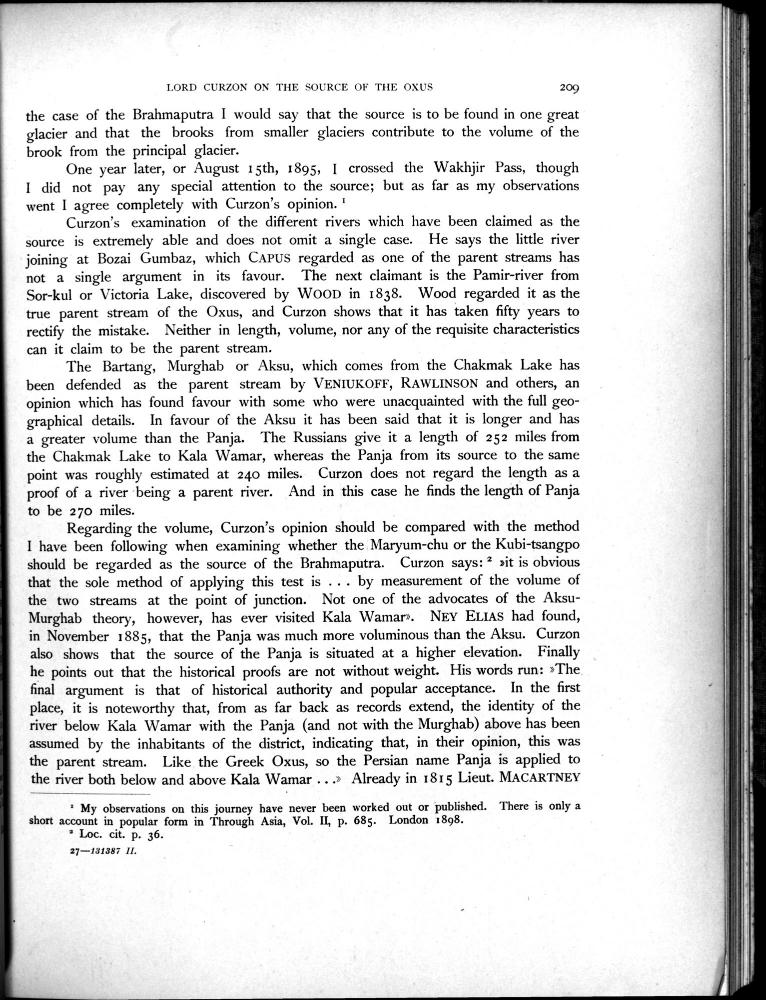 LORD CURZON ON THE SOURCE OF THE OXUS 209
the case of the Brahmaputra I would say that the source is to be found in one great
glacier and that the brooks from smaller glaciers contribute to the volume of the
brook from the principal glacier.
One year later, or August 15th, 1895, I crossed the Wakhjir Pass, though
I did not pay any special attention to the source; but as far as my observations
went I agree completely with Curzon's opinion. ¹
Curzon's examination of the different rivers which have been claimed as the
source is extremely able and does not omit a single case. He says the little river
joining at Bozai Gumbaz, which CAPUS regarded as one of the parent streams has
not a single argument in its favour. The next claimant is the Pamir-river from
Sor-kul or Victoria Lake, discovered by WOOD in 1838. Wood regarded it as the
true parent stream of the Oxus, and Curzon shows that it has taken fifty years to
rectify the mistake. Neither in length, volume, nor any of the requisite characteristics
can it claim to be the parent stream.
The Bartang, Murghab or Aksu, which comes from the Chakmak Lake has
been defended as the parent stream by VENIUKOFF, RAWLINSON and others, an
opinion which has found favour with some who were unacquainted with the full geo-
graphical details. In favour of the Aksu it has been said that it is longer and has
a greater volume than the Panja. The Russians give it a length of 252 miles from
the Chakmak Lake to Kala Wamar, whereas the Panja from its source to the same
point was roughly estimated at 240 miles. Curzon does not regard the length as a
proof of a river being a parent river. And in this case he finds the length of Panja
to be 270 miles.
Regarding the volume, Curzon's opinion should be compared with the method
I have been following when examining whether the Maryum-chu or the Kubi-tsangpo
should be regarded as the source of the Brahmaputra. Curzon says: ² »it is obvious
that the sole method of applying this test is . . . by measurement of the volume of
the two streams at the point of junction. Not one of the advocates of the Aksu-
Murghab theory, however, has ever visited Kala Wamar». NEY ELIAS had found,
in November 1885, that the Panja was much more voluminous than the Aksu. Curzon
also shows that the source of the Panja is situated at a higher elevation. Finally
he points out that the historical proofs are not without weight. His words run: »The
final argument is that of historical authority and popular acceptance. In the first
place, it is noteworthy that, from as far back as records extend, the identity of the
river below Kala Wamar with the Panja (and not with the Murghab) above has been
assumed by the inhabitants of the district, indicating that, in their opinion, this was
the parent stream. Like the Greek Oxus, so the Persian name Panja is applied to
the river both below and above Kala Wamar . . .» Already in 1815 Lieut. MACARTNEY
¹ My observations on this journey have never been worked out or published. There is only a
short account in popular form in Through Asia, Vol. II, p. 685. London 1898.
² Loc. cit. p. 36.
27—131387 II.